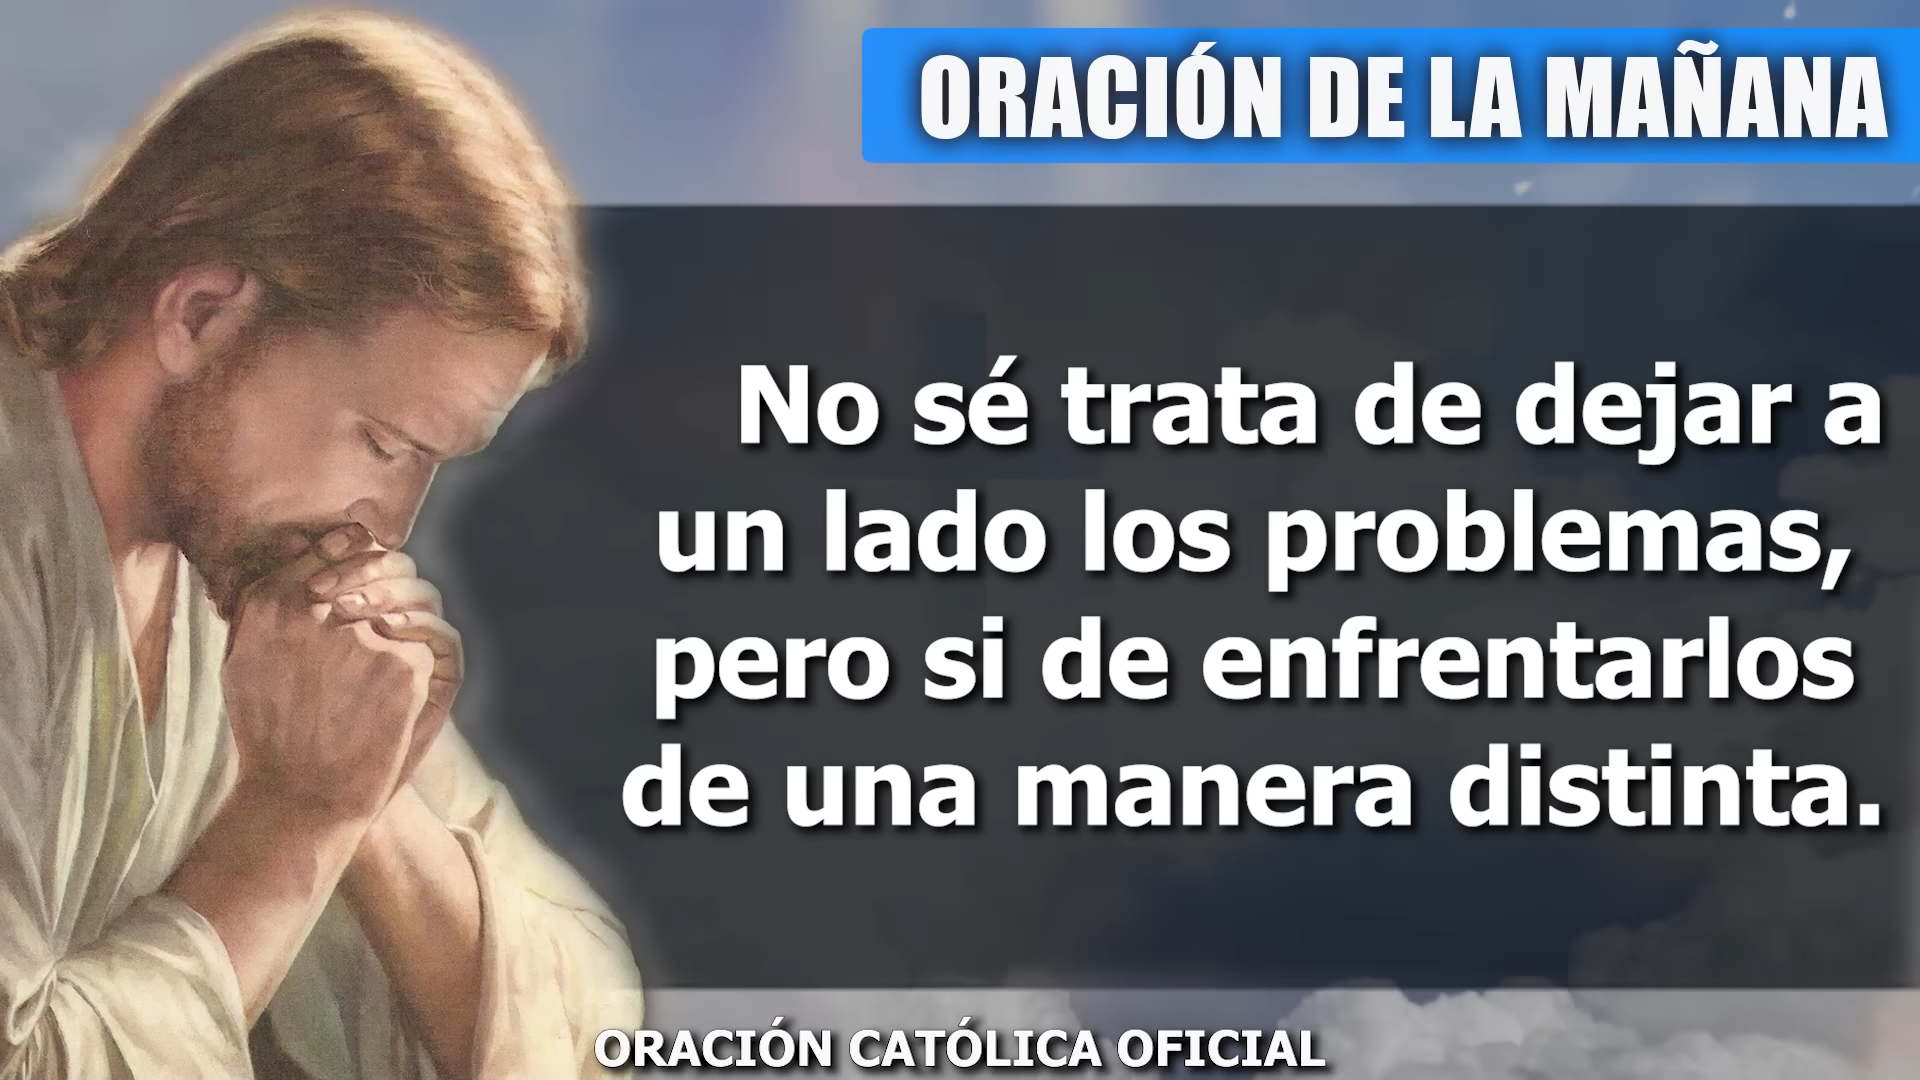 ORACIÓN DE LA MAÑANA
No sé trata de dejar a
un lado los problemas,
pero si de enfrentarlos
de una manera distinta.
ORACIÓN CATÓLICA OFICIAL